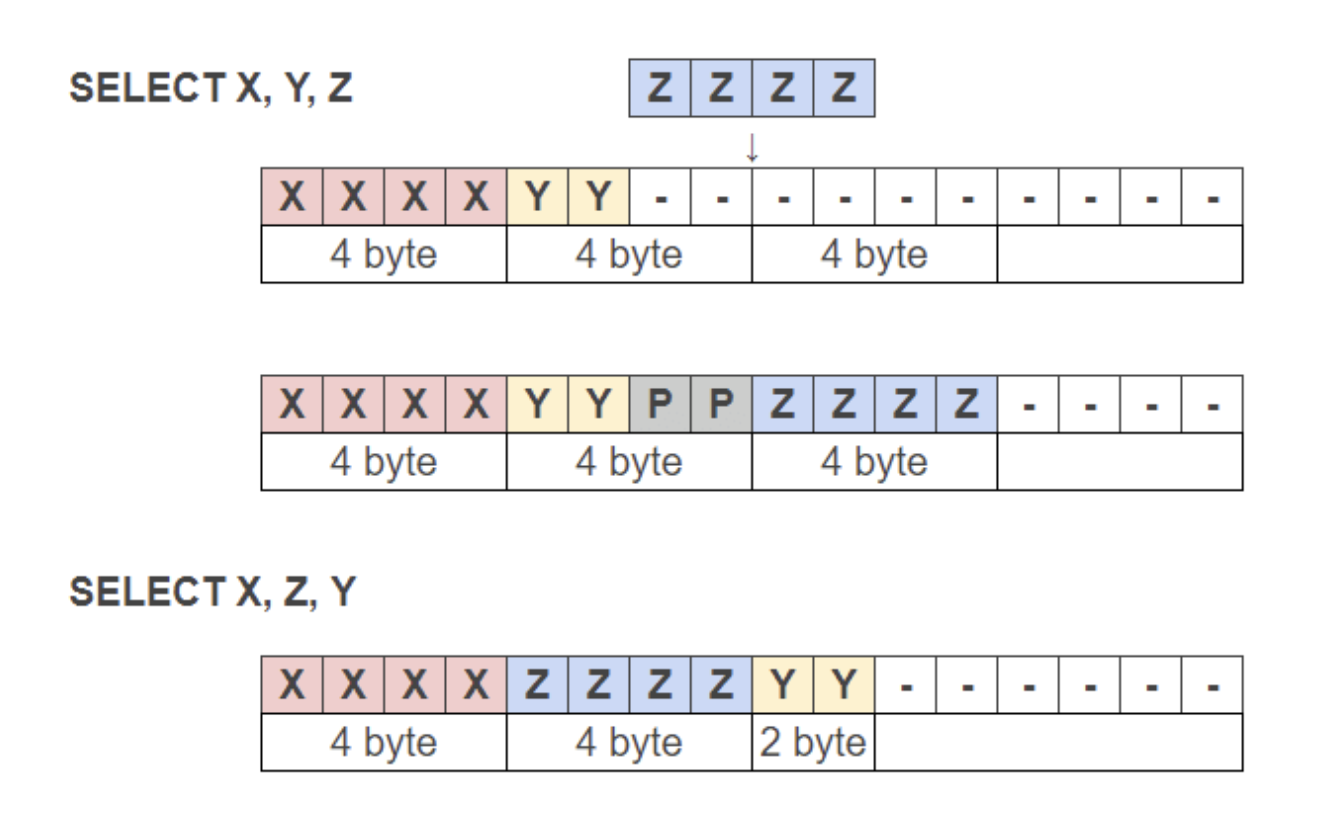 SELECT X, Y, Z Z Z Z Z
↓
X X X X Y Y - - - - - - - - - -
4 byte 4 byte 4 byte
X X X X Y Y P P Z Z Z Z - - - -
4 byte 4 byte 4 byte
SELECT X, Z, Y
X X X X Z Z Z Z Y Y - - - - - -
4 byte 4 byte 2 byte